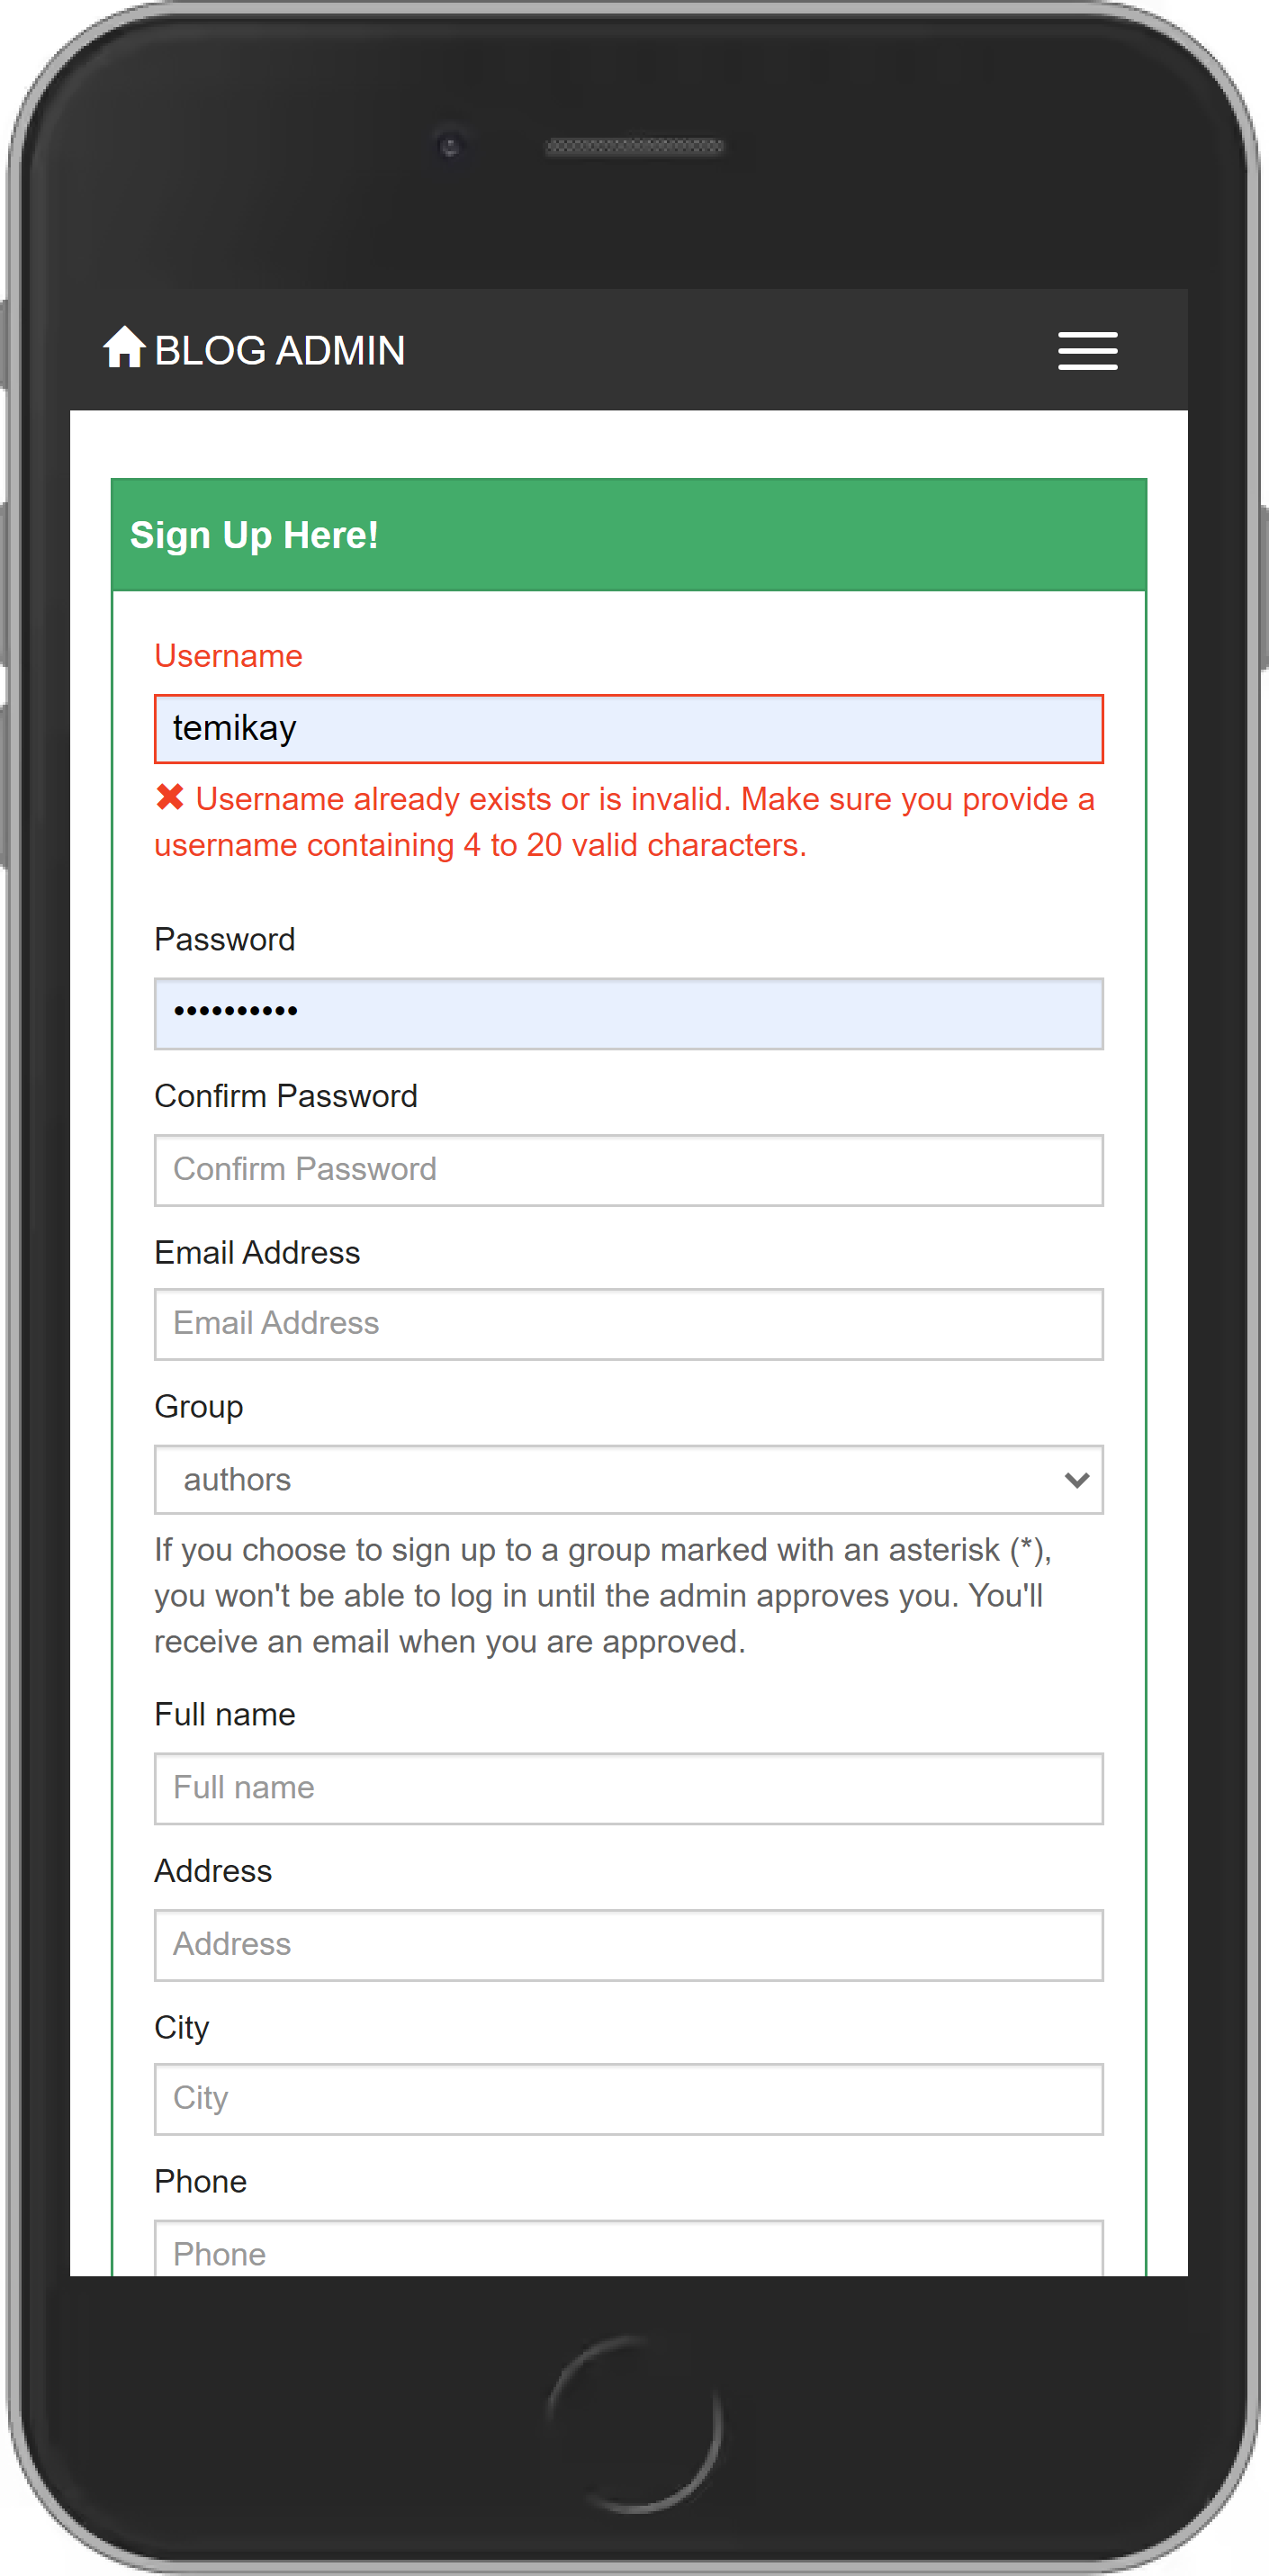 BLOG ADMIN
Sign Up Here!
Username
temikay
✖ Username already exists or is invalid. Make sure you provide a
username containing 4 to 20 valid characters.
Password
••••••••••
Confirm Password
Confirm Password
Email Address
Email Address
Group
authors
If you choose to sign up to a group marked with an asterisk (*),
you won't be able to log in until the admin approves you. You'll
receive an email when you are approved.
Full name
Full name
Address
Address
City
City
Phone
Phone